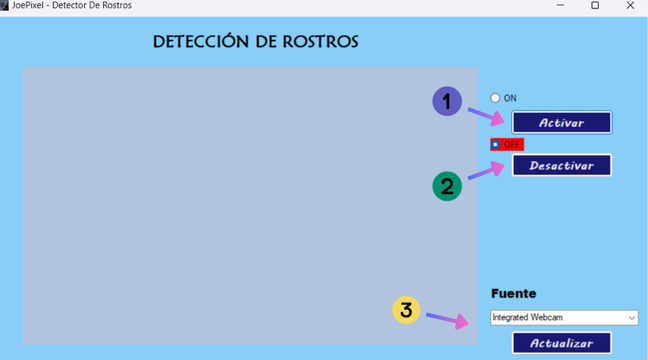 JoePixel - Detector De Rostros
DETECCIÓN DE ROSTROS
1
ON
Activar
OFF
Desactivar
2
Fuente
3
Integrated Webcam
Actualizar